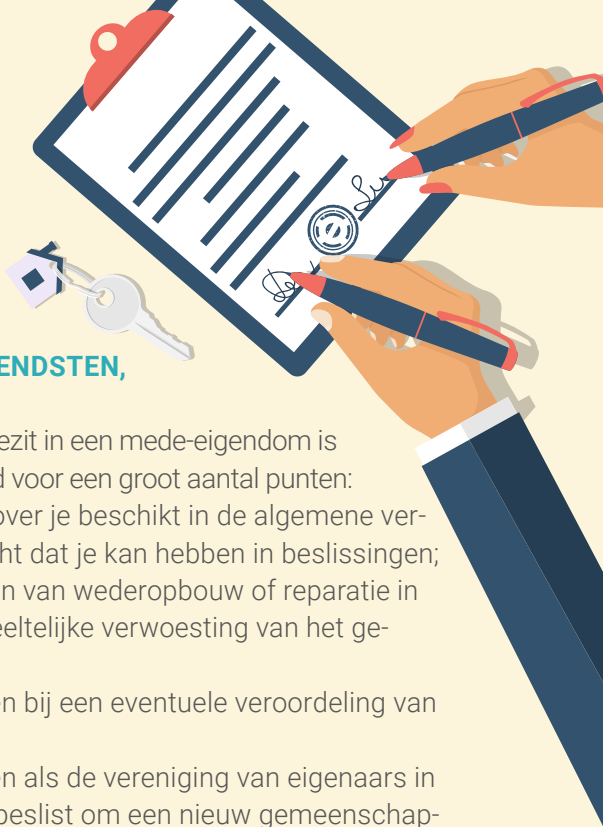 ENDSTEN,
ezit in een mede-eigendom is
d voor een groot aantal punten:
over je beschikt in de algemene ver-
cht dat je kan hebben in beslissingen;
n van wederopbouw of reparatie in
eeltelijke verwoesting van het ge-
n bij een eventuele veroordeling van
en als de vereniging van eigenaars in
beslist om een nieuw gemeenschap-